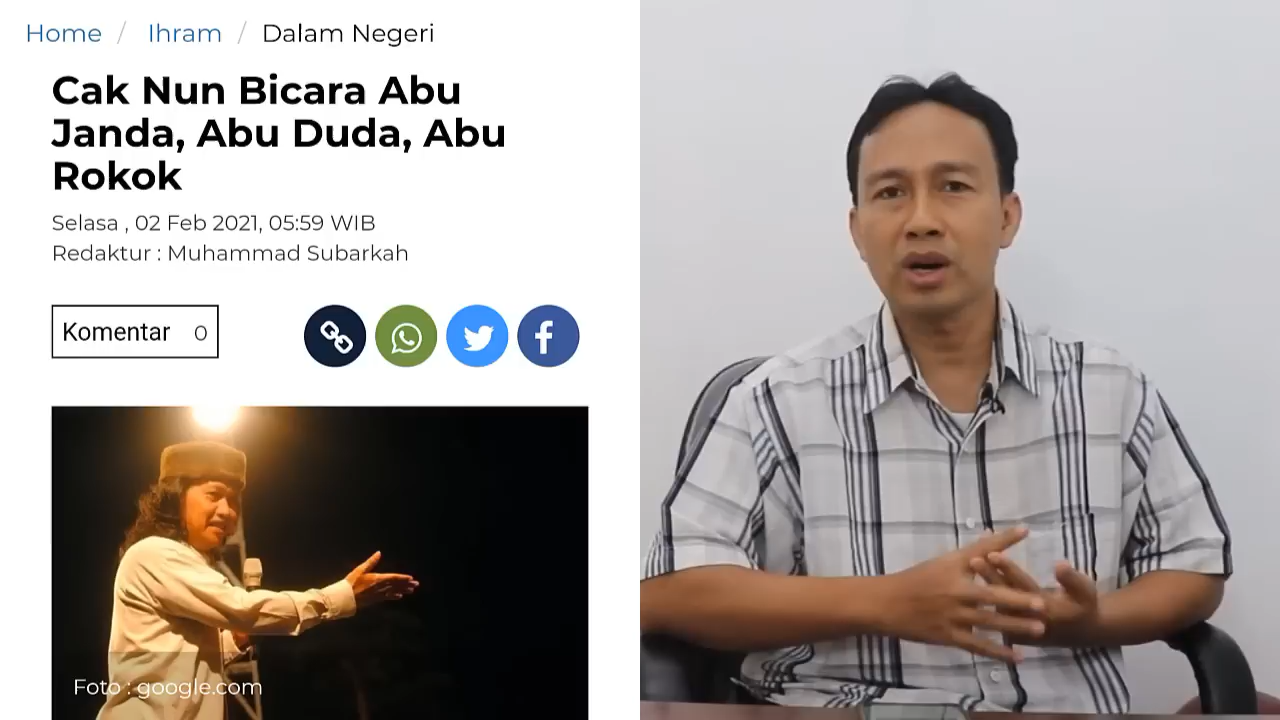 Home / Ihram / Dalam Negeri
Cak Nun Bicara Abu
Janda, Abu Duda, Abu
Rokok
Selasa , 02 Feb 2021, 05:59 WIB
Redaktur : Muhammad Subarkah
Komentar 0
Foto : google.com